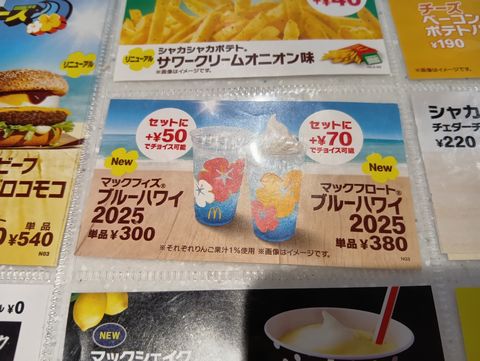 ーズ
¥140
リニューアル
シャカシャカポテト®
サワークリームオニオン味
※画像はイメージです。
チーズ
ベーコン
ポテトパ
¥190
リニューアル
ビーフ
ロコモコ
単品
¥540
N03
セットに
+¥50
でチョイス可能
New
マックフィズ®
ブルーハワイ
2025
単品¥300
セットに
+¥70
でチョイス可能
New
マックフロート®
ブルーハワイ
2025
単品¥380
※それぞれりんご果汁1%使用 ※画像はイメージです。
N03
シャカ
チェダーチ
¥220
¥0
NEW
マックシェイク